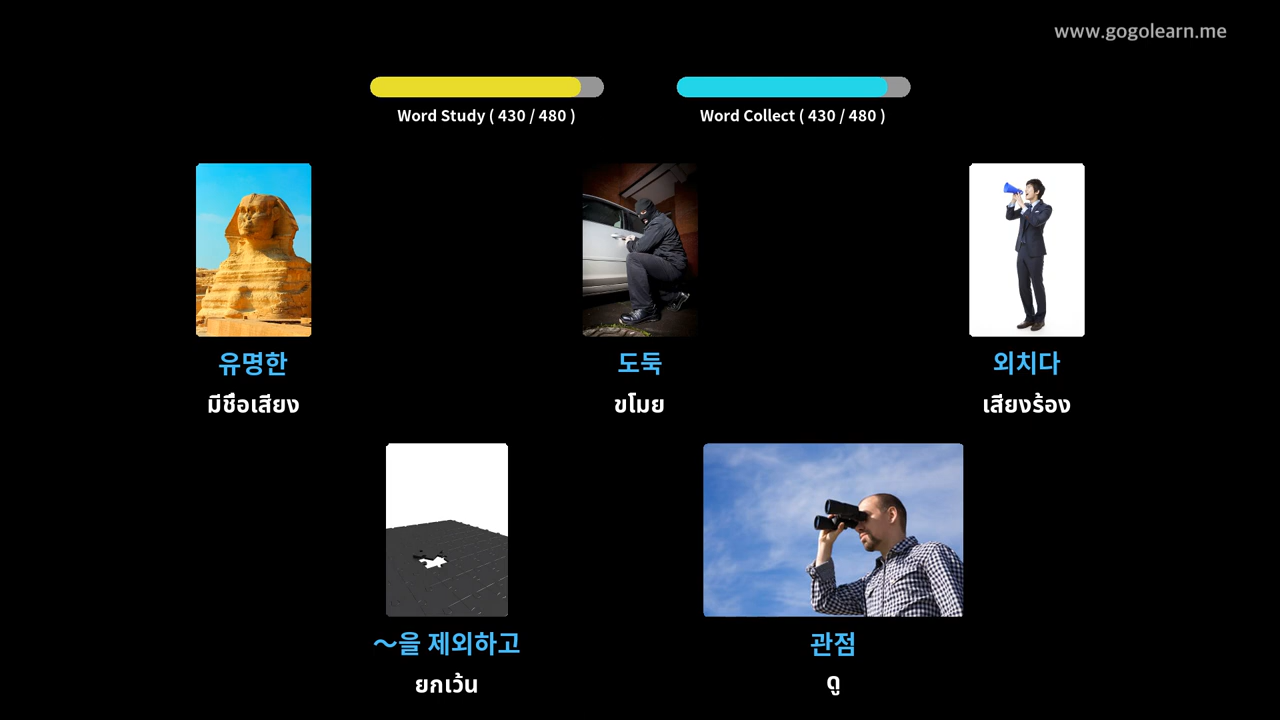 www.gogolearn.me
Word Study ( 430 / 480 )
Word Collect ( 430 / 480 )
유명한
도둑
외치다
มีชื่อเสียง
ขโมย
เสียงร้อง
～을 제외하고
관점
ยกเว้น
ดู